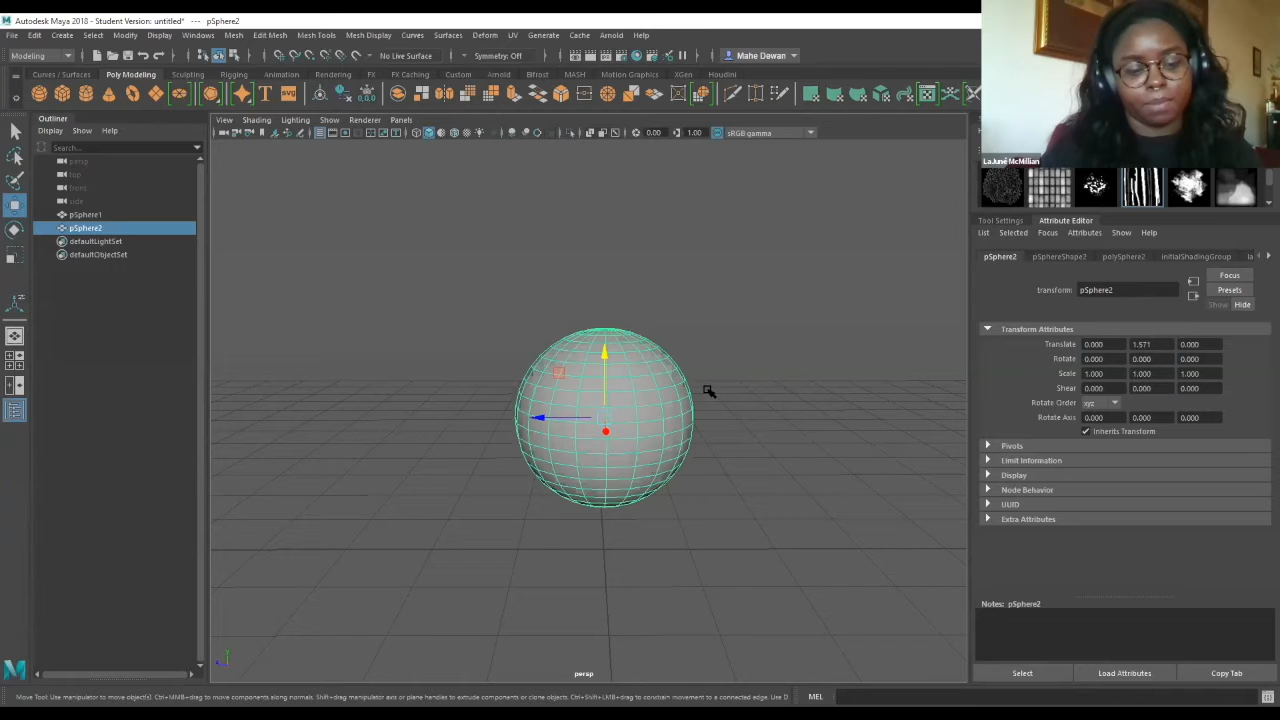 Autodesk Maya 2018 - Student Version: untitled* --- pSphere2
File Edit Create Select Modify Display Windows Mesh Edit Mesh Mesh Tools Mesh Display Curves Surfaces Deform UV Generate Cache Arnold Help
Modeling No Live Surface Symmetry: Off Mahe Dawan
Curves / Surfaces Poly Modeling Sculpting Rigging Animation Rendering FX FX Caching Custom Arnold Bifrost MASH Motion Graphics XGen Houdini
Outliner
Display Show Help
Search...
persp
top
front
side
pSphere1
pSphere2
defaultLightSet
defaultObjectSet
View Shading Lighting Show Renderer Panels
0.00 1.00 sRGB gamma
persp
LaJuné McMillian
Tool Settings Attribute Editor
List Selected Focus Attributes Show Help
pSphere2 pSphereShape2 polySphere2 initialShadingGroup la
Focus
transform: pSphere2
Presets
Show Hide
Transform Attributes
Translate 0.000 1.571 0.000
Rotate 0.000 0.000 0.000
Scale 1.000 1.000 1.000
Shear 0.000 0.000 0.000
Rotate Order xyz
Rotate Axis 0.000 0.000 0.000
Inherits Transform
Pivots
Limit Information
Display
Node Behavior
UUID
Extra Attributes
Notes: pSphere2
Select Load Attributes Copy Tab
Move Tool: Use manipulator to move object(s). Ctrl+MMB+drag to move components along normals. Shift+drag manipulator axis or plane handles to extrude components or clone objects. Ctrl+Shift+LMB+drag to constrain movement to a connected edge. Use D
MEL